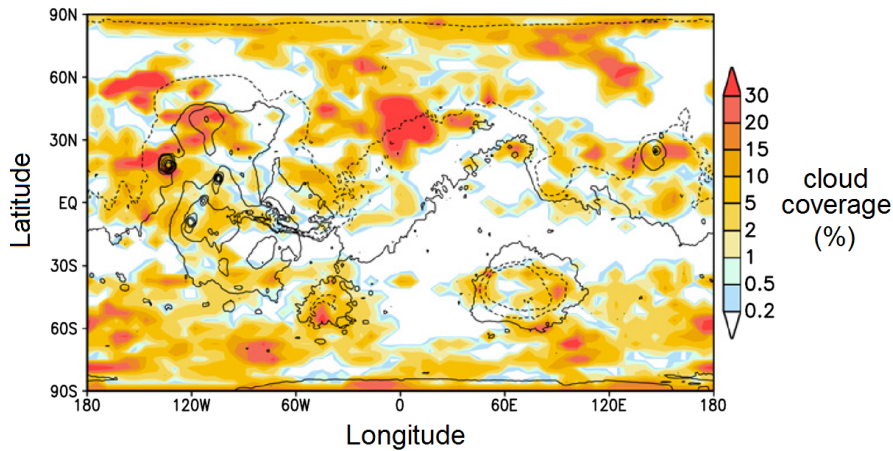 90N
60N
30N
EQ
30S
60S
90S
Latitude
180
120W
60W
0
60E
120E
180
Longitude
30
20
15
10
5
2
1
0.5
0.2
cloud
coverage
(%)